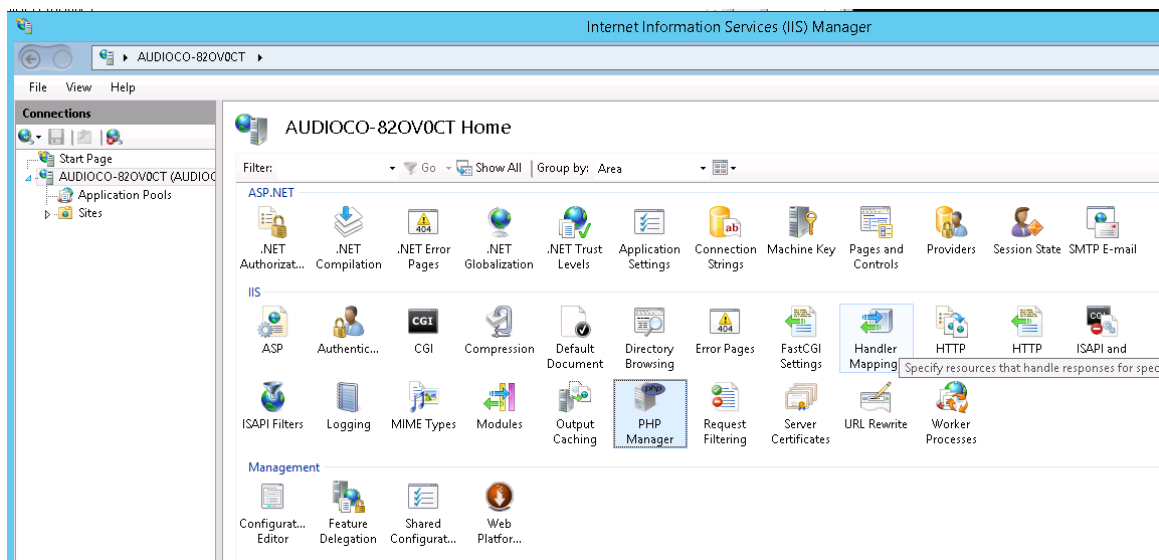 Internet Information Services (IIS) Manager
AUDIOCO-82OV0CT
File View Help
Connections
Start Page
AUDIOCO-82OV0CT (AUDIOC
Application Pools
Sites
AUDIOCO-82OV0CT Home
Filter: Go Show All Group by: Area
ASP.NET
.NET Authorizat...
.NET Compilation
.NET Error Pages
.NET Globalization
.NET Trust Levels
Application Settings
Connection Strings
Machine Key
Pages and Controls
Providers
Session State
SMTP E-mail
IIS
ASP
Authentic...
CGI
Compression
Default Document
Directory Browsing
Error Pages
FastCGI Settings
Handler Mapping
HTTP
HTTP
ISAPI and
Specify resources that handle responses for spec
ISAPI Filters
Logging
MIME Types
Modules
Output Caching
PHP Manager
Request Filtering
Server Certificates
URL Rewrite
Worker Processes
Management
Configurat... Editor
Feature Delegation
Shared Configurat...
Web Platfor...